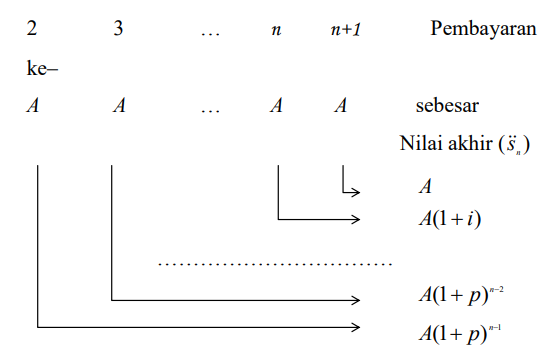 2 3 … n n+1 Pembayaran
ke–
A A … A A sebesar
Nilai akhir (s̈ₙ)
A
A(1+i)
....................................
A(1+p)ⁿ⁻²
A(1+p)ⁿ⁻¹